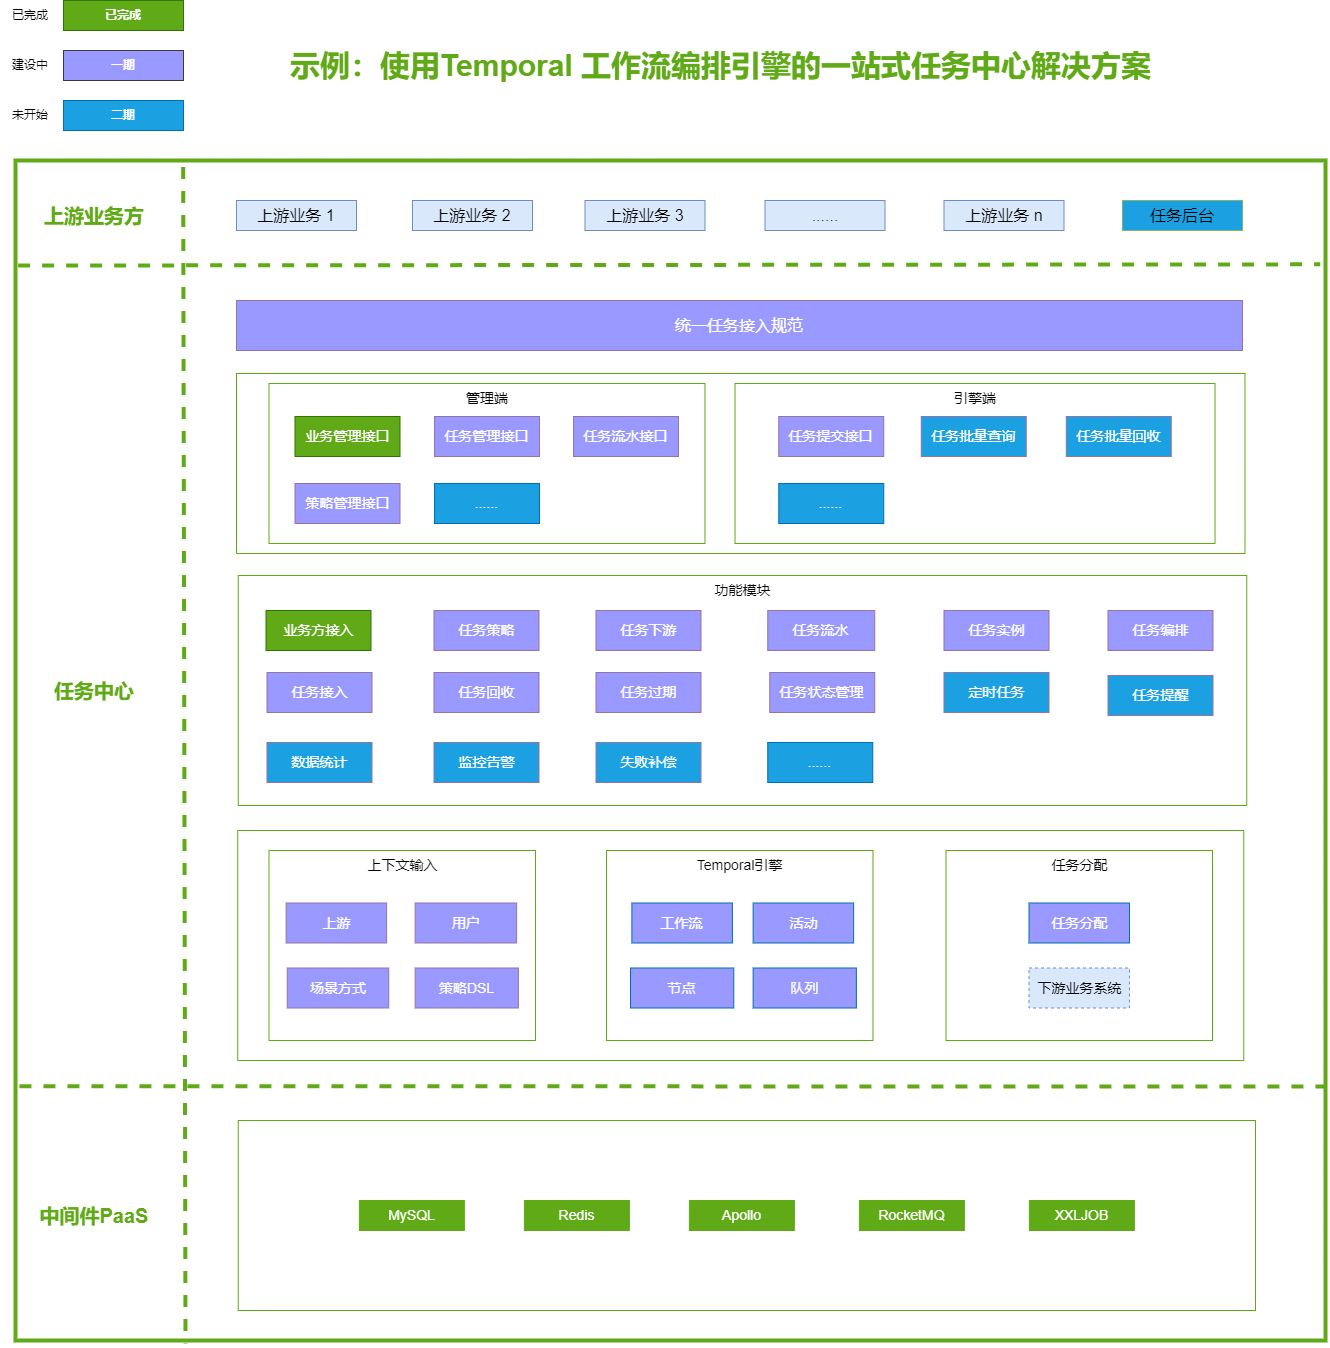 已完成
已完成
建设中
一期
未开始
二期
示例：使用Temporal 工作流编排引擎的一站式任务中心解决方案
上游业务方
上游业务 1
上游业务 2
上游业务 3
......
上游业务 n
任务后台
任务中心
统一任务接入规范
管理端
业务管理接口
任务管理接口
任务流水接口
策略管理接口
......
引擎端
任务提交接口
任务批量查询
任务批量回收
......
功能模块
业务方接入
任务策略
任务下游
任务流水
任务实例
任务编排
任务接入
任务回收
任务过期
任务状态管理
定时任务
任务提醒
数据统计
监控告警
失败补偿
......
上下文输入
上游
用户
场景方式
策略DSL
Temporal引擎
工作流
活动
节点
队列
任务分配
任务分配
下游业务系统
中间件PaaS
MySQL
Redis
Apollo
RocketMQ
XXLJOB